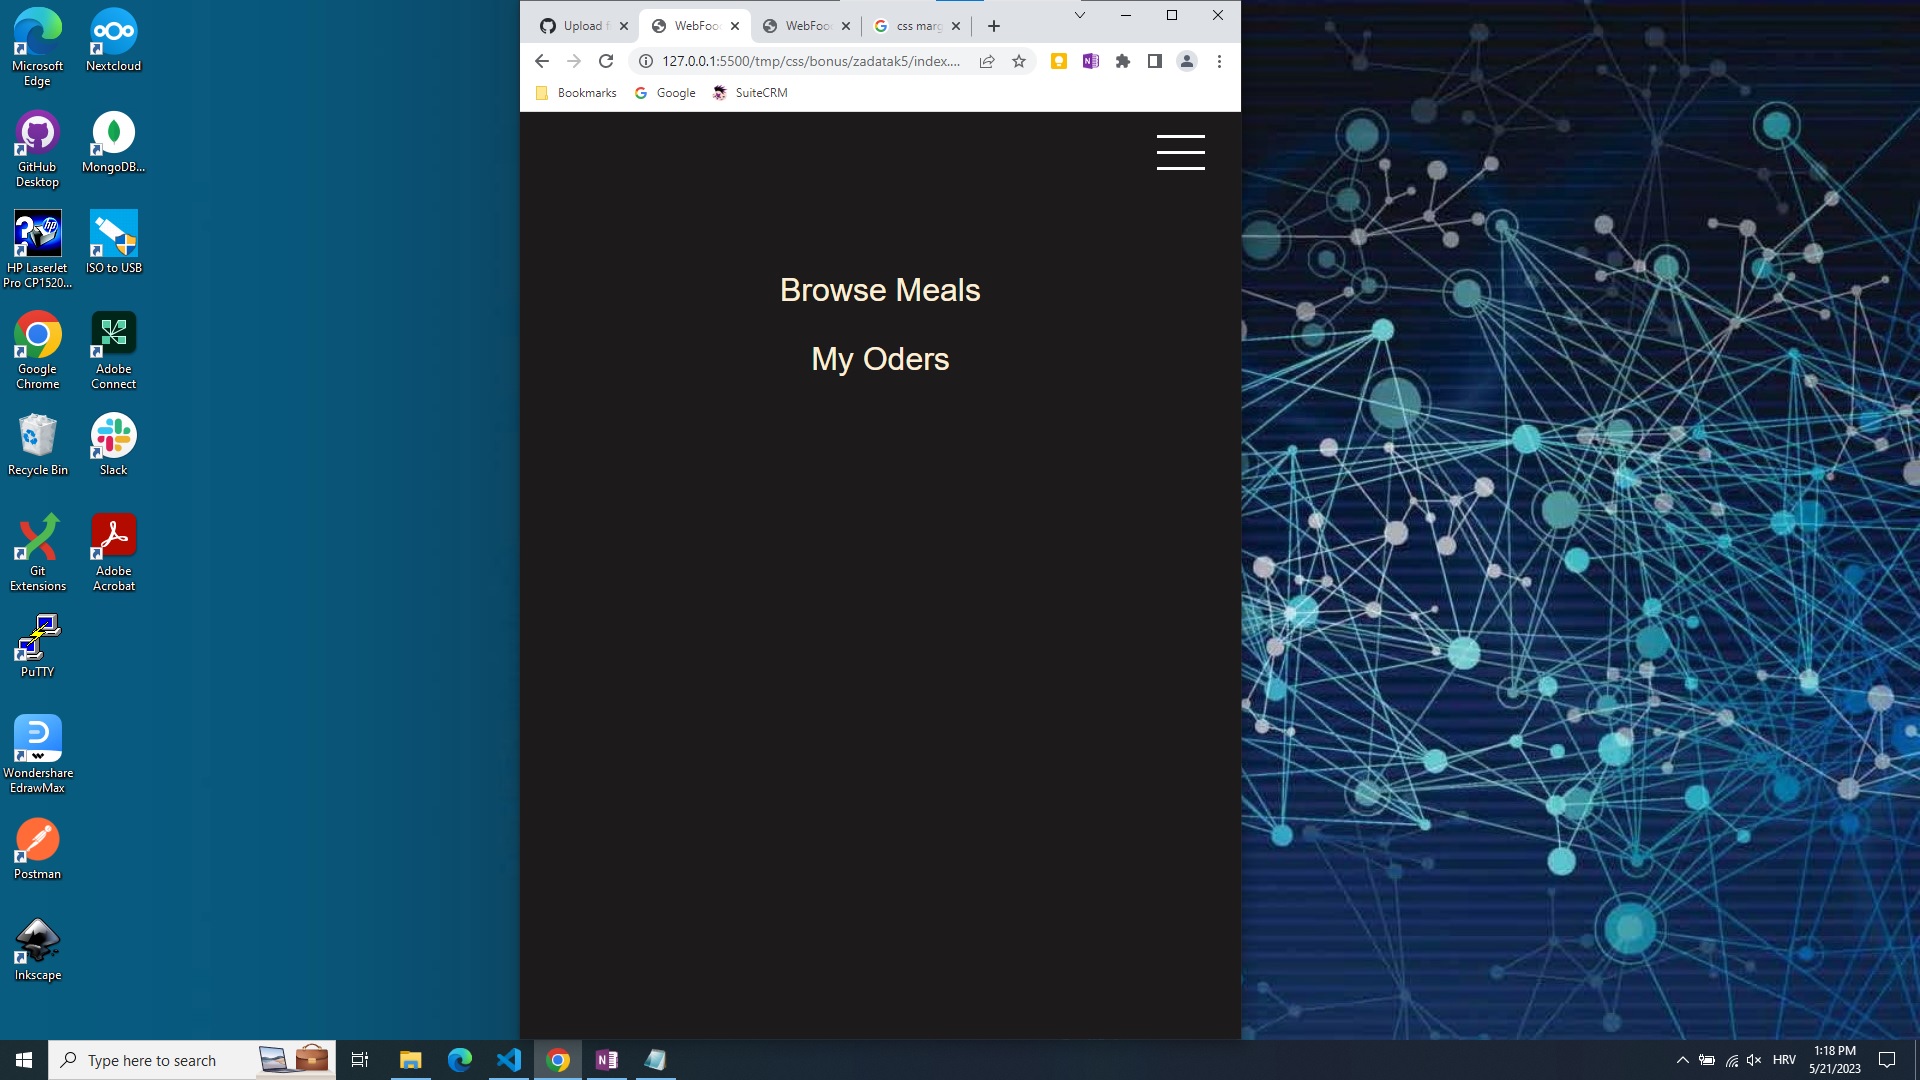 Microsoft
Edge
Nextcloud
GitHub
Desktop
MongoDB...
HP LaserJet
Pro CP1520...
ISO to USB
Google
Chrome
Adobe
Connect
Recycle Bin
Slack
Git
Extensions
Adobe
Acrobat
PuTTY
Wondershare
EdrawMax
Postman
Inkscape
Upload f
WebFoo
WebFoo
css marg
127.0.0.1:5500/tmp/css/bonus/zadatak5/index....
Bookmarks
Google
SuiteCRM
Browse Meals
My Oders
Type here to search
HRV
1:18 PM
5/21/2023